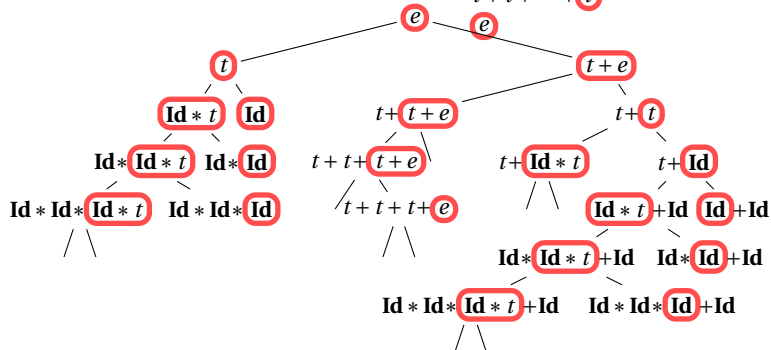 e
e
t t + e
Id ∗ t Id t+ t + e t+ t
Id∗ Id ∗ t Id∗ Id t + t+ t + e t+ Id ∗ t t+ Id
Id ∗ Id∗ Id ∗ t Id ∗ Id∗ Id t + t + t+ e Id ∗ t +Id Id +Id
Id∗ Id ∗ t +Id Id∗ Id +Id
Id ∗ Id∗ Id ∗ t +Id Id ∗ Id∗ Id +Id